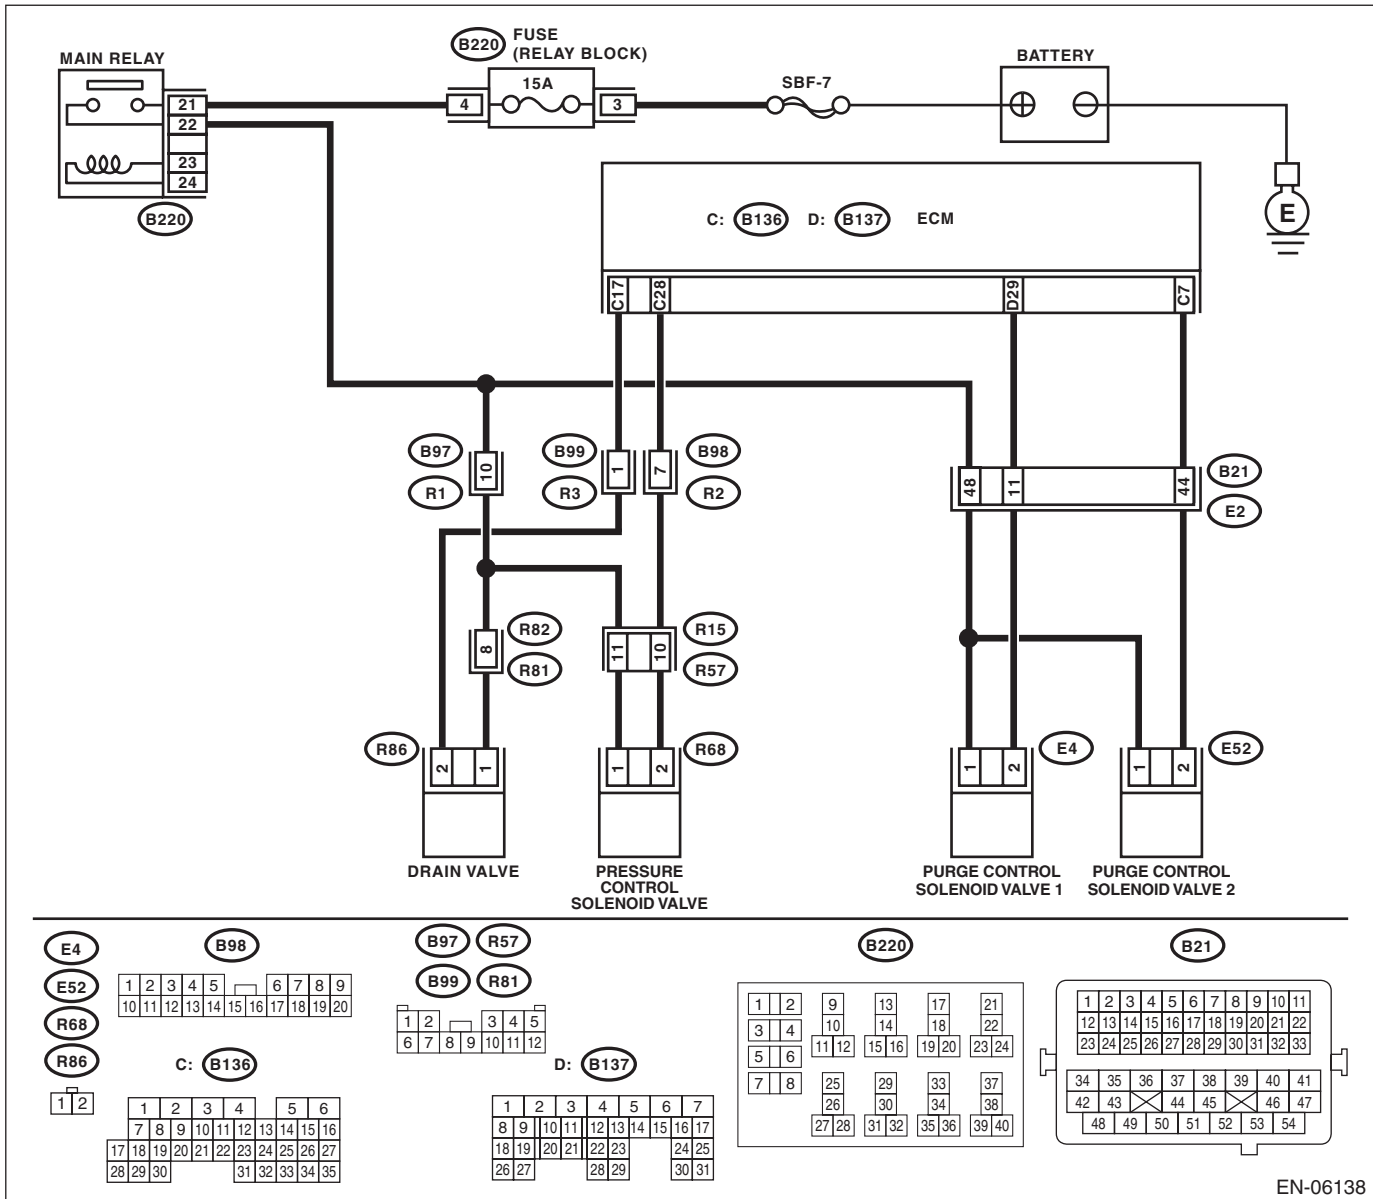 B220 FUSE
(RELAY BLOCK)
MAIN RELAY
15A
SBF-7
BATTERY
21 4 3
22
23
24
B220
E
C: B136 D: B137 ECM
C17 C28 D29 C7
B97 10 B99 1 7 B98
R1 R3 R2
48 11 44 B21
E2
8 R82
R81
11 10 R15
R57
R86 2 1
1 2 R68
1 2 E4
1 2 E52
DRAIN VALVE
PRESSURE
CONTROL
SOLENOID VALVE
PURGE CONTROL
SOLENOID VALVE 1
PURGE CONTROL
SOLENOID VALVE 2
E4
E52
R68
R86
1 2
B98
1 2 3 4 5 6 7 8 9
10 11 12 13 14 15 16 17 18 19 20
C: B136
1 2 3 4 5 6
7 8 9 10 11 12 13 14 15 16
17 18 19 20 21 22 23 24 25 26 27
28 29 30 31 32 33 34 35
B97 R57
B99 R81
1 2 3 4 5
6 7 8 9 10 11 12
D: B137
1 2 3 4 5 6 7
8 9 10 11 12 13 14 15 16 17
18 19 20 21 22 23 24 25
26 27 28 29 30 31
B220
1 2 9 13 17 21
3 4 10 14 18 22
11 12 15 16 19 20 23 24
5 6
7 8 25 29 33 37
26 30 34 38
27 28 31 32 35 36 39 40
B21
1 2 3 4 5 6 7 8 9 10 11
12 13 14 15 16 17 18 19 20 21 22
23 24 25 26 27 28 29 30 31 32 33
34 35 36 37 38 39 40 41
42 43 44 45 46 47
48 49 50 51 52 53 54
EN-06138